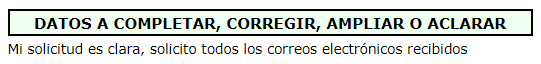 DATOS A COMPLETAR, CORREGIR, AMPLIAR O ACLARAR
Mi solicitud es clara, solicito todos los correos electrónicos recibidos